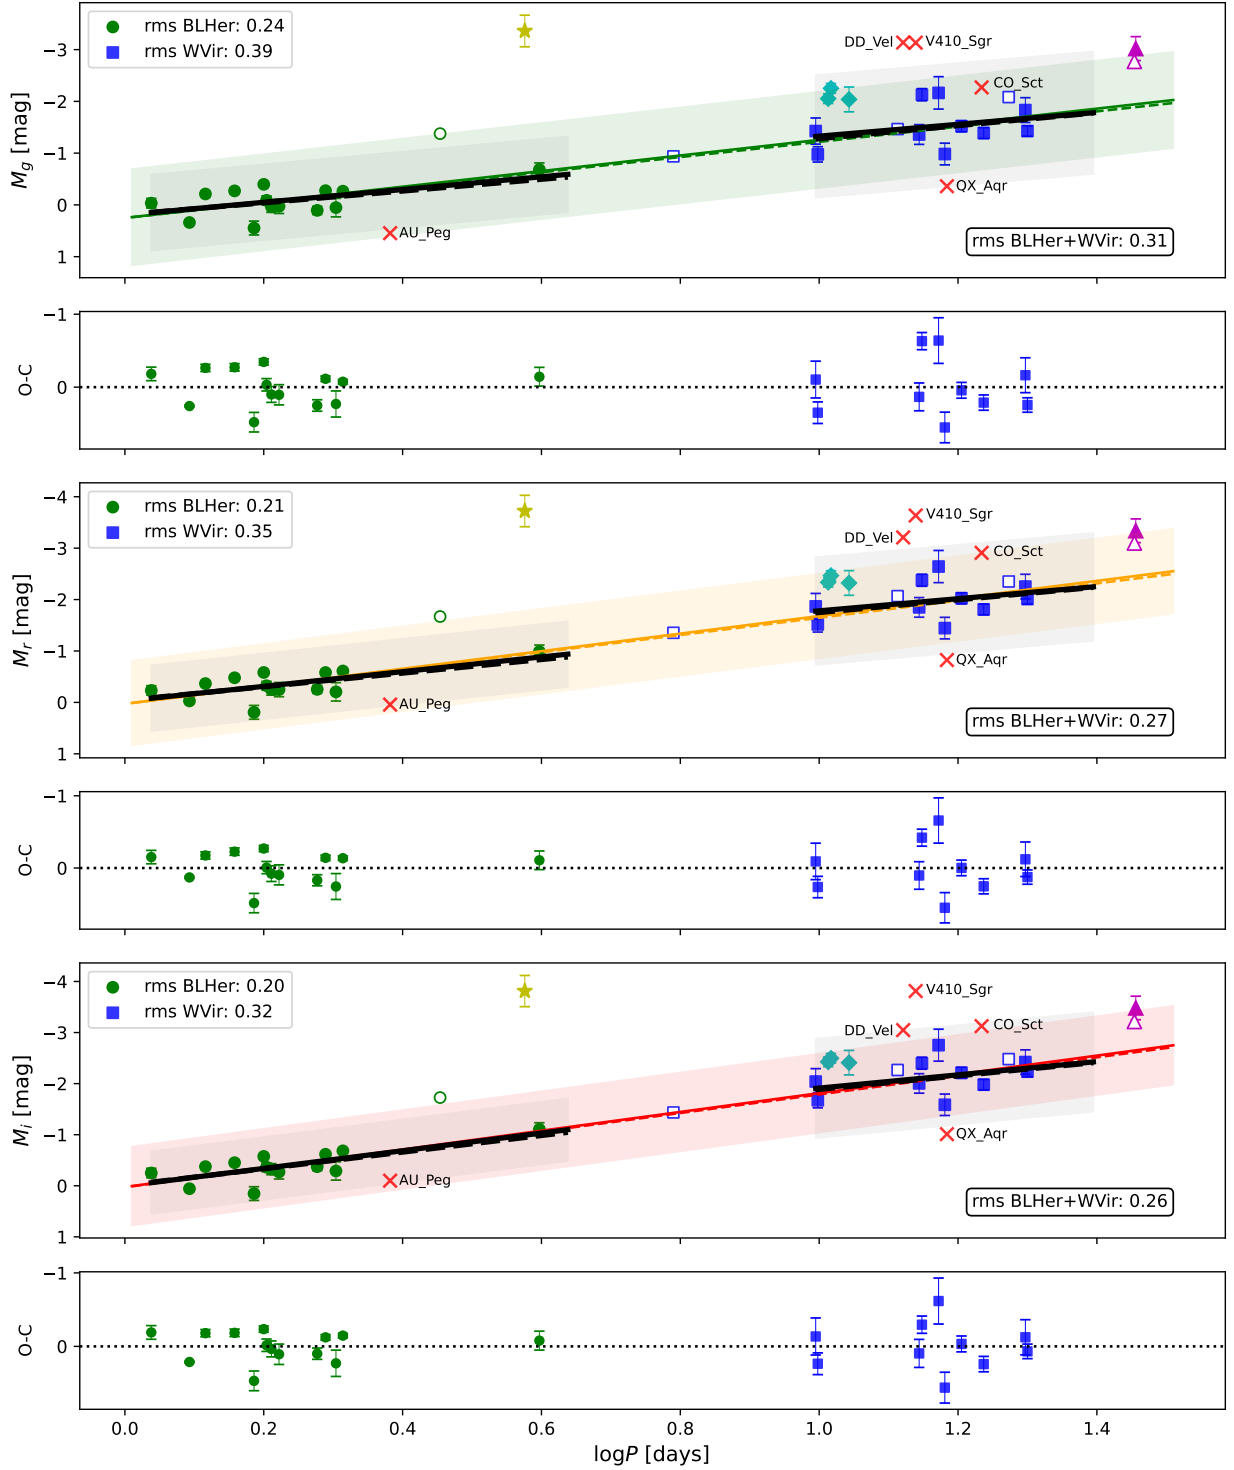 rms BLHer: 0.24
rms WVir: 0.39
DD_Vel
V410_Sgr
CO_Sct
QX_Aqr
AU_Peg
rms BLHer+WVir: 0.31
−3
−2
−1
0
1
M_g [mag]
−1
0
O-C
rms BLHer: 0.21
rms WVir: 0.35
V410_Sgr
DD_Vel
CO_Sct
QX_Aqr
AU_Peg
rms BLHer+WVir: 0.27
−4
−3
−2
−1
0
1
M_r [mag]
−1
0
O-C
rms BLHer: 0.20
rms WVir: 0.32
V410_Sgr
DD_Vel
CO_Sct
QX_Aqr
AU_Peg
rms BLHer+WVir: 0.26
−4
−3
−2
−1
0
1
M_i [mag]
−1
0
O-C
0.0 0.2 0.4 0.6 0.8 1.0 1.2 1.4
logP [days]